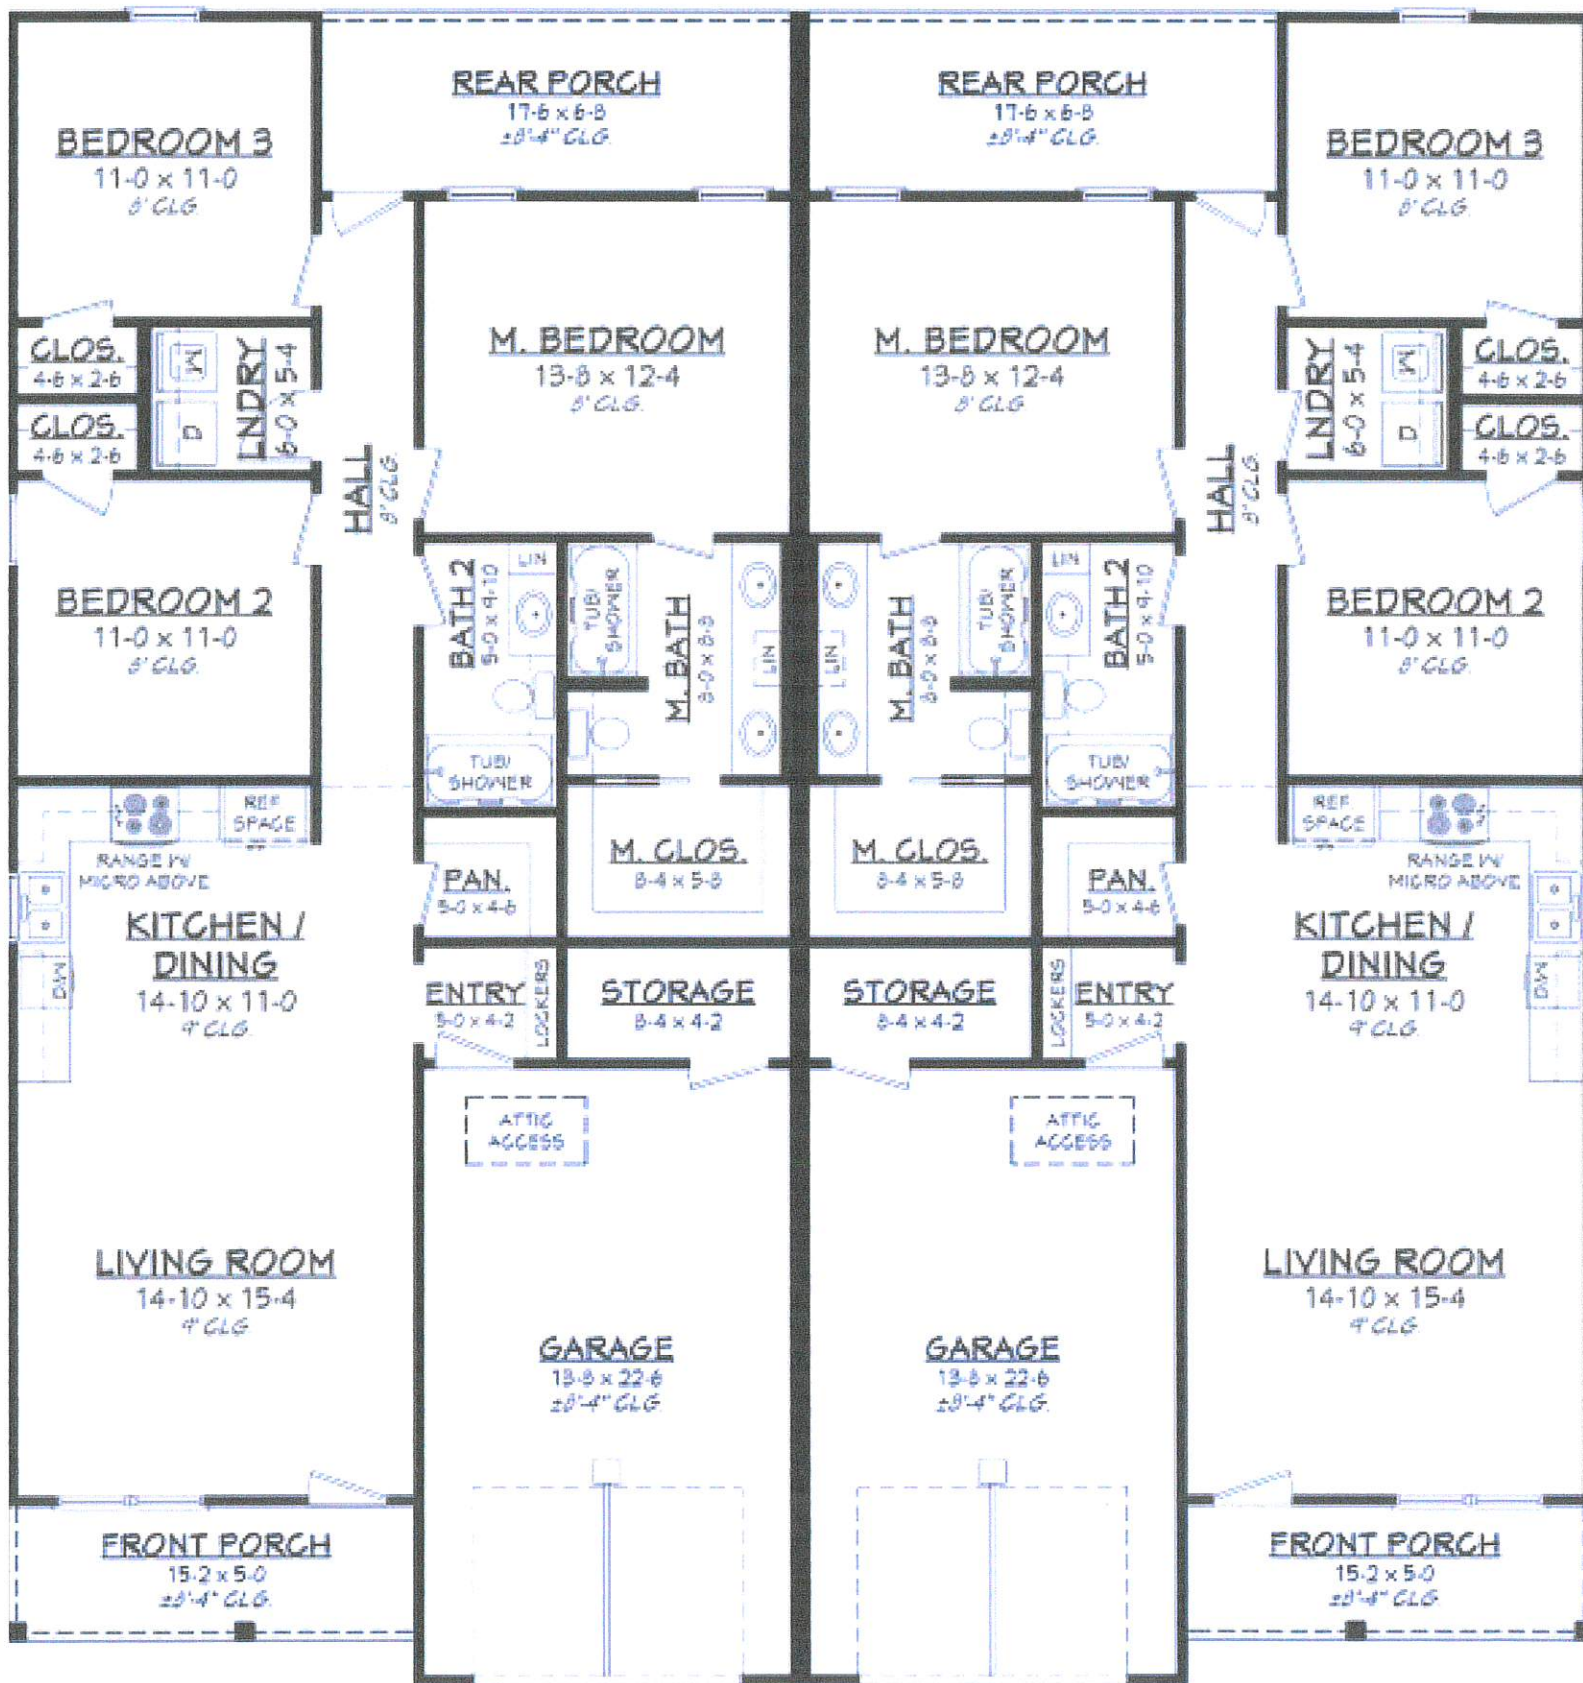 REAR PORCH
17-6 x 6-8
±8'-4" CLG.
REAR PORCH
17-6 x 6-8
±8'-4" CLG.
BEDROOM 3
11-0 x 11-0
8' CLG.
BEDROOM 3
11-0 x 11-0
8' CLG.
M. BEDROOM
13-8 x 12-4
8' CLG.
M. BEDROOM
13-8 x 12-4
8' CLG.
CLOS.
4-6 x 2-6
CLOS.
4-6 x 2-6
W
D
LNDRY
6-0 x 5-4
HALL
8' CLG.
HALL
8' CLG.
LNDRY
6-0 x 5-4
W
D
CLOS.
4-6 x 2-6
CLOS.
4-6 x 2-6
BEDROOM 2
11-0 x 11-0
8' CLG.
BATH 2
5-0 x 9-10
LIN
TUB/
SHOWER
TUB/
SHOWER
M. BATH
8-0 x 8-8
LIN
LIN
M. BATH
8-0 x 8-8
TUB/
SHOWER
LIN
BATH 2
5-0 x 9-10
TUB/
SHOWER
BEDROOM 2
11-0 x 11-0
8' CLG.
REF
SPACE
RANGE W/
MICRO ABOVE
PAN.
5-0 x 4-6
M. CLOS.
8-4 x 5-8
M. CLOS.
8-4 x 5-8
PAN.
5-0 x 4-6
REF
SPACE
RANGE W/
MICRO ABOVE
KITCHEN /
DINING
14-10 x 11-0
9' CLG.
DW
ENTRY
5-0 x 4-2
LOCKERS
STORAGE
8-4 x 4-2
STORAGE
8-4 x 4-2
LOCKERS
ENTRY
5-0 x 4-2
KITCHEN /
DINING
14-10 x 11-0
9' CLG.
DW
ATTIC
ACCESS
ATTIC
ACCESS
LIVING ROOM
14-10 x 15-4
9' CLG.
LIVING ROOM
14-10 x 15-4
9' CLG.
GARAGE
13-8 x 22-6
±8'-4" CLG.
GARAGE
13-8 x 22-6
±8'-4" CLG.
FRONT PORCH
15-2 x 5-0
±8'-4" CLG.
FRONT PORCH
15-2 x 5-0
±8'-4" CLG.